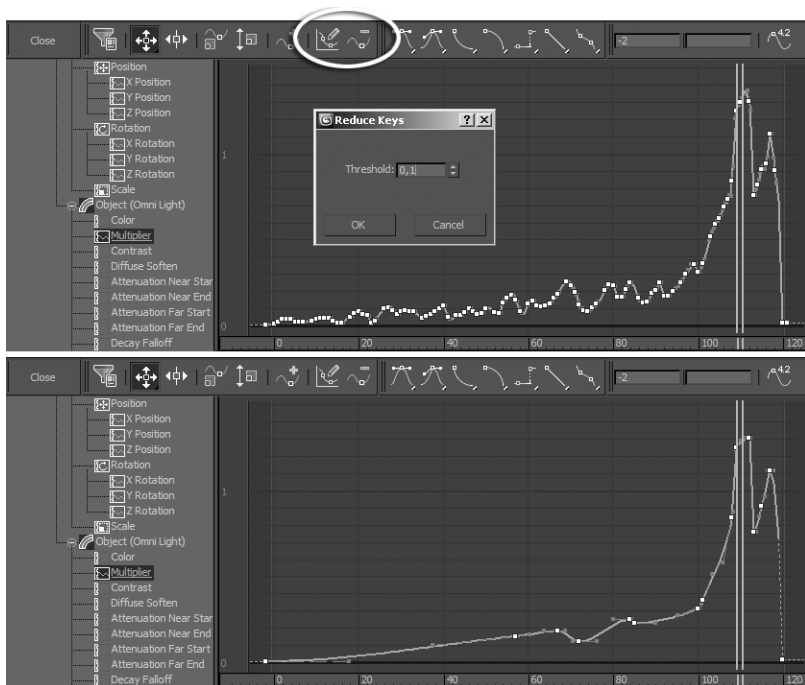 Close
-2
4.2
Position
X Position
Y Position
Z Position
Rotation
X Rotation
Y Rotation
Z Rotation
Scale
Object (Omni Light)
Color
Multiplier
Contrast
Diffuse Soften
Attenuation Near Star
Attenuation Near End
Attenuation Far Start
Attenuation Far End
Decay Falloff
Reduce Keys
Threshold: 0,1
OK
Cancel
1
0
0 20 40 60 80 100 120
Close
-2
4.2
Position
X Position
Y Position
Z Position
Rotation
X Rotation
Y Rotation
Z Rotation
Scale
Object (Omni Light)
Color
Multiplier
Contrast
Diffuse Soften
Attenuation Near Star
Attenuation Near End
Attenuation Far Start
Attenuation Far End
Decay Falloff
1
0
0 20 40 60 80 100 120